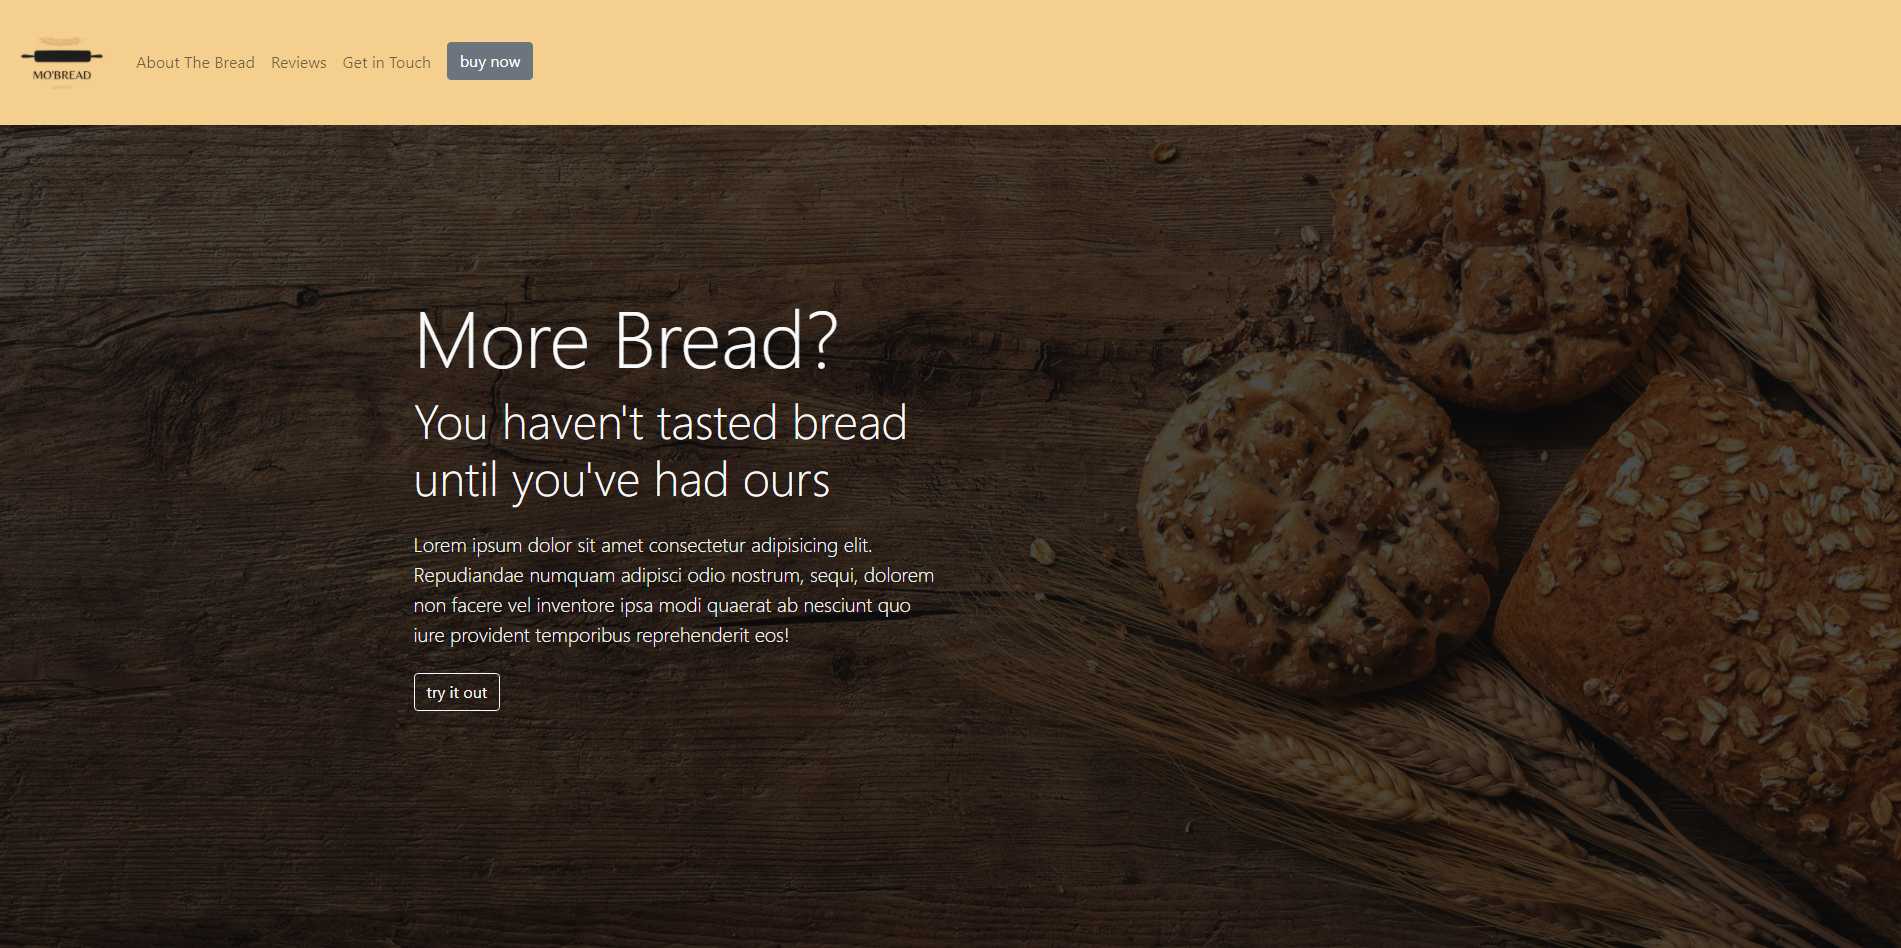 MO'BREAD
About The Bread Reviews Get in Touch buy now
More Bread?
You haven't tasted bread
until you've had ours
Lorem ipsum dolor sit amet consectetur adipisicing elit.
Repudiandae numquam adipisci odio nostrum, sequi, dolorem
non facere vel inventore ipsa modi quaerat ab nesciunt quo
iure provident temporibus reprehenderit eos!
try it out